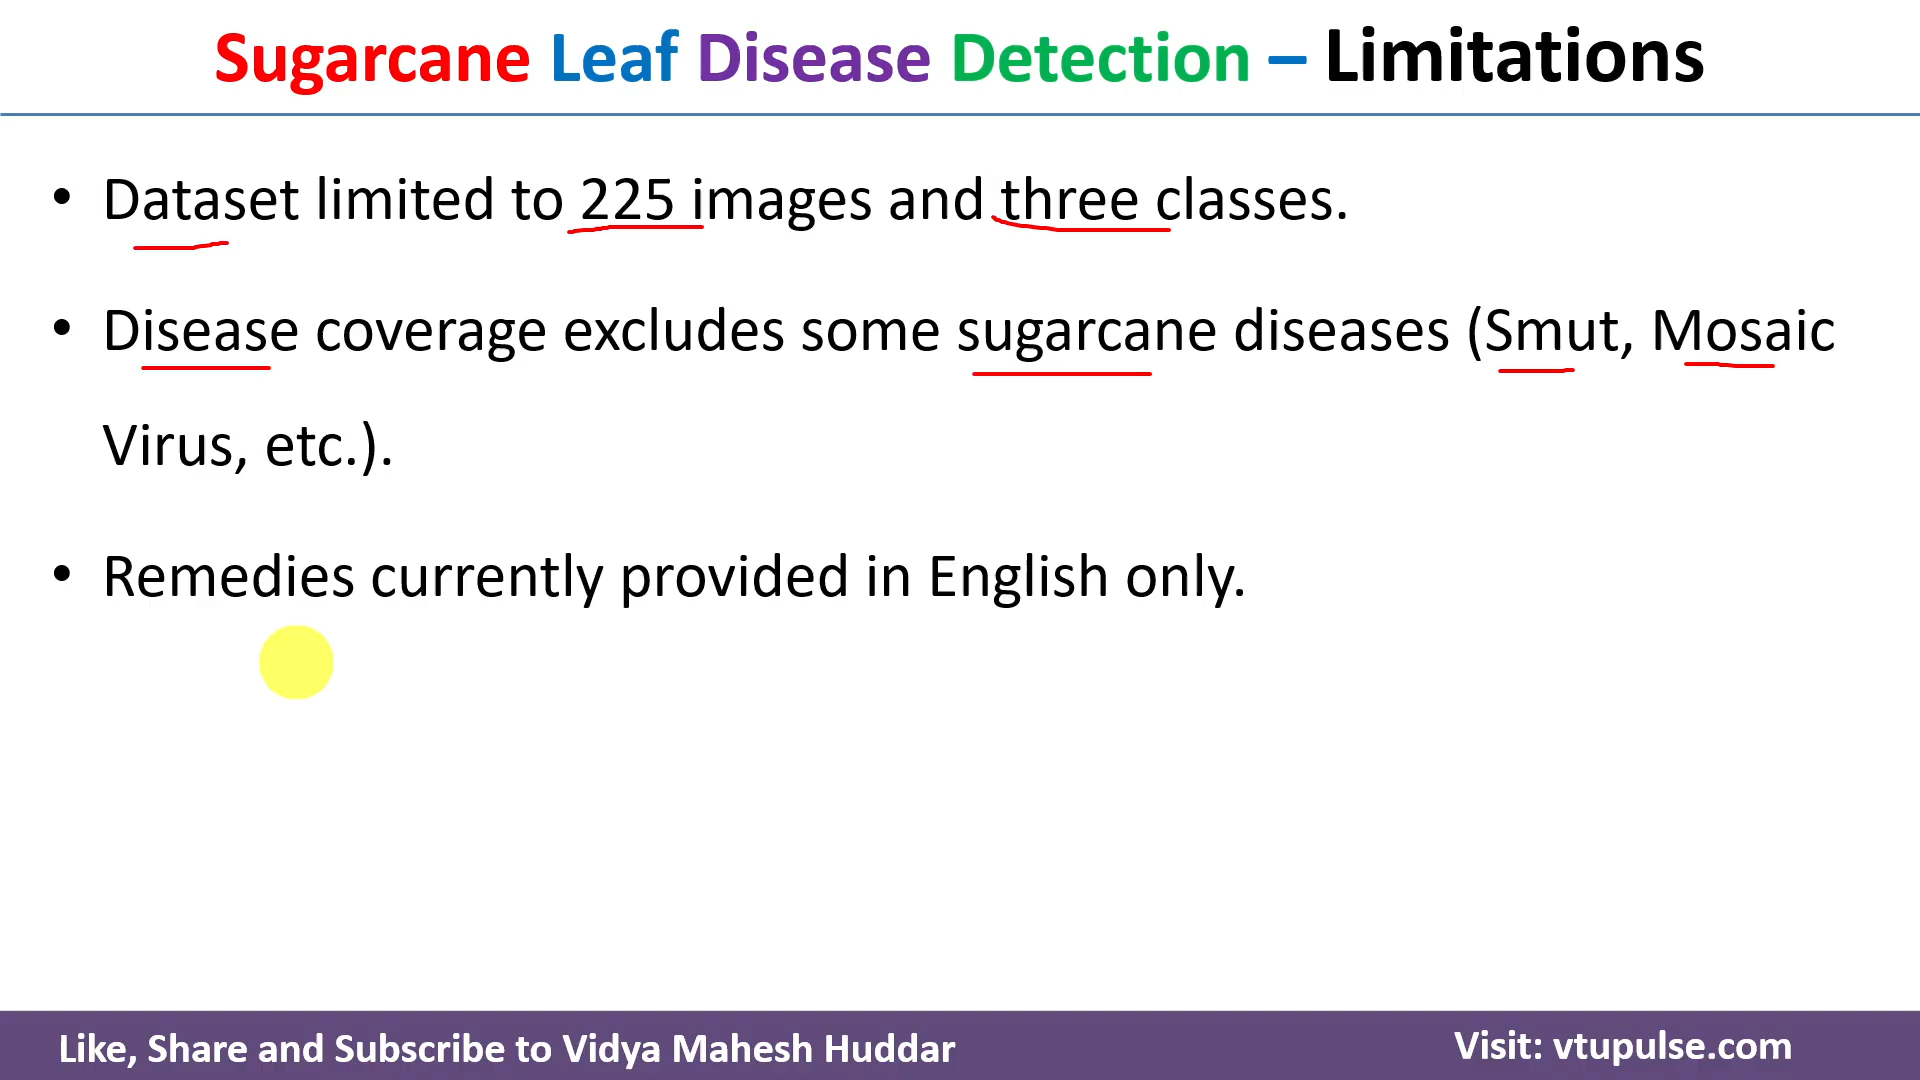 Sugarcane Leaf Disease Detection – Limitations
• Dataset limited to 225 images and three classes.
• Disease coverage excludes some sugarcane diseases (Smut, Mosaic
Virus, etc.).
• Remedies currently provided in English only.
Like, Share and Subscribe to Vidya Mahesh Huddar
Visit: vtupulse.com